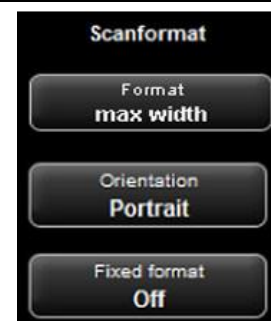 Scanformat
Format
max width
Orientation
Portrait
Fixed format
Off